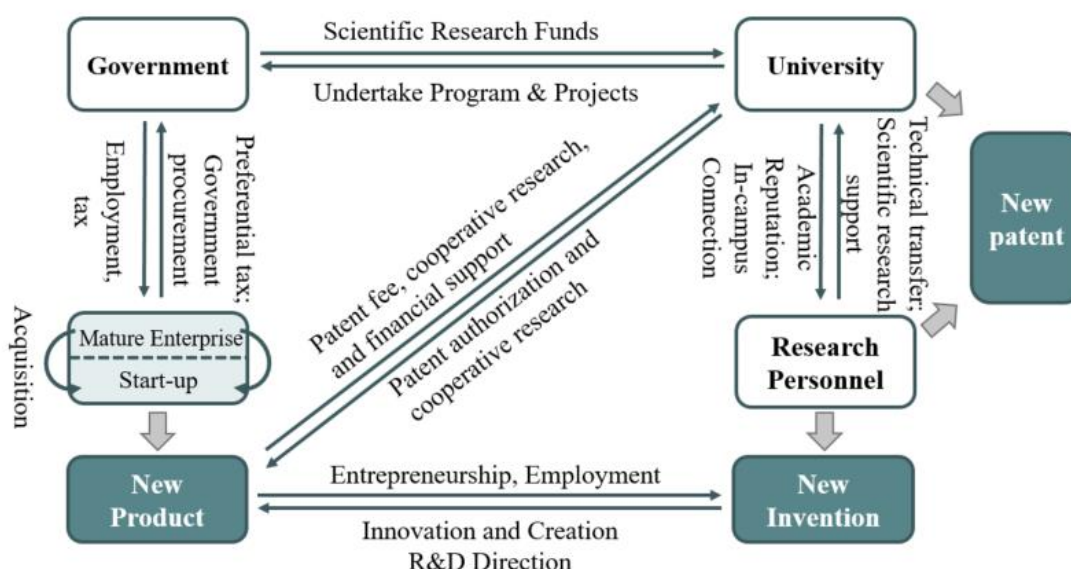 Scientific Research Funds
Government
University
Undertake Program & Projects
Preferential tax;
Government
procurement
Employment,
tax
Patent fee, cooperative research,
and financial support
Patent authorization and
cooperative research
Technical transfer;
Scientific research
support
Academic
Reputation;
In-campus
Connection
New
patent
Acquisition
Mature Enterprise
Start-up
Research
Personnel
New
Product
Entrepreneurship, Employment
Innovation and Creation
R&D Direction
New
Invention